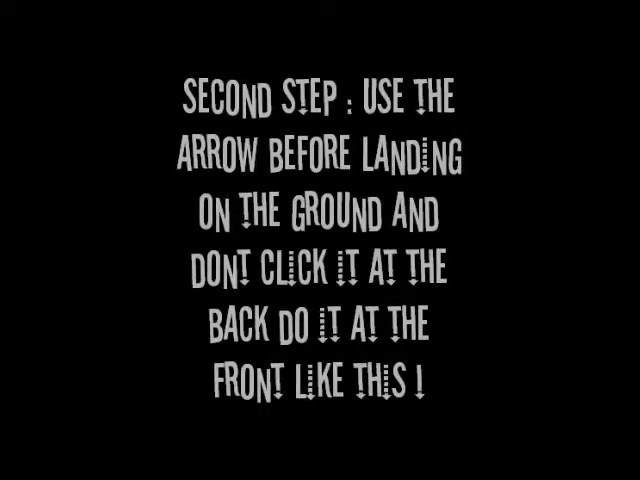 SECOND STEP : USE THE
ARROW BEFORE LANDING
ON THE GROUND AND
DONT CLICK IT AT THE
BACK DO IT AT THE
FRONT LIKE THIS !